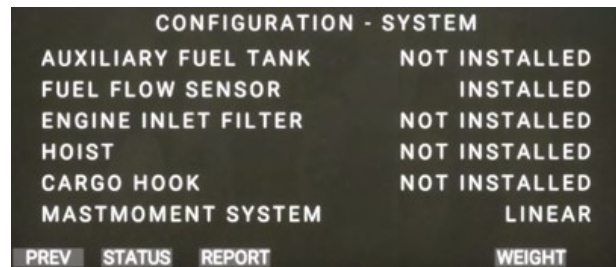 CONFIGURATION - SYSTEM
AUXILIARY FUEL TANK NOT INSTALLED
FUEL FLOW SENSOR INSTALLED
ENGINE INLET FILTER NOT INSTALLED
HOIST NOT INSTALLED
CARGO HOOK NOT INSTALLED
MASTMOMENT SYSTEM LINEAR
PREV STATUS REPORT WEIGHT